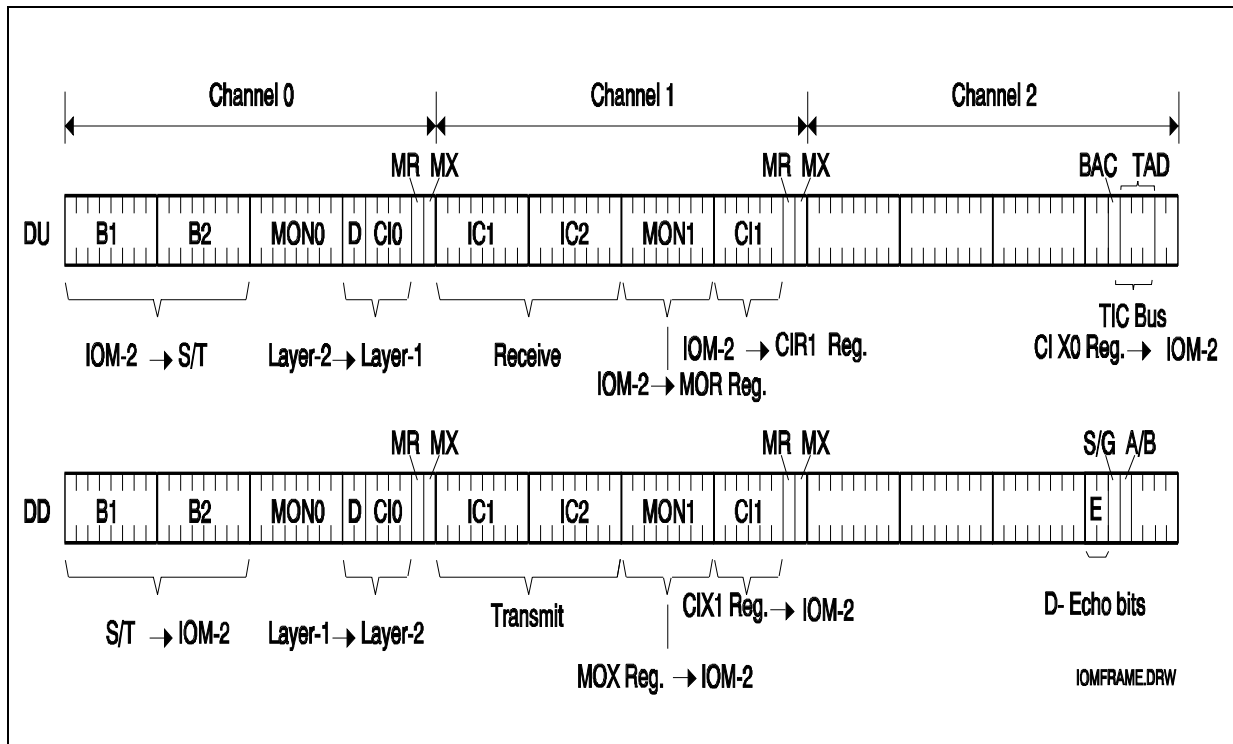 Channel 0 Channel 1 Channel 2
MR MX MR MX BAC TAD
DU B1 B2 MON0 D CI0 IC1 IC2 MON1 CI1
IOM-2 → S/T Layer-2 → Layer-1 Receive IOM-2 → CIR1 Reg. TIC Bus
IOM-2 → MOR Reg. CI X0 Reg. → IOM-2
MR MX MR MX S/G A/B
DD B1 B2 MON0 D CI0 IC1 IC2 MON1 CI1 E
S/T → IOM-2 Layer-1 → Layer-2 Transmit CIX1 Reg. → IOM-2 D- Echo bits
MOX Reg. → IOM-2 IOMFRAME.DRW